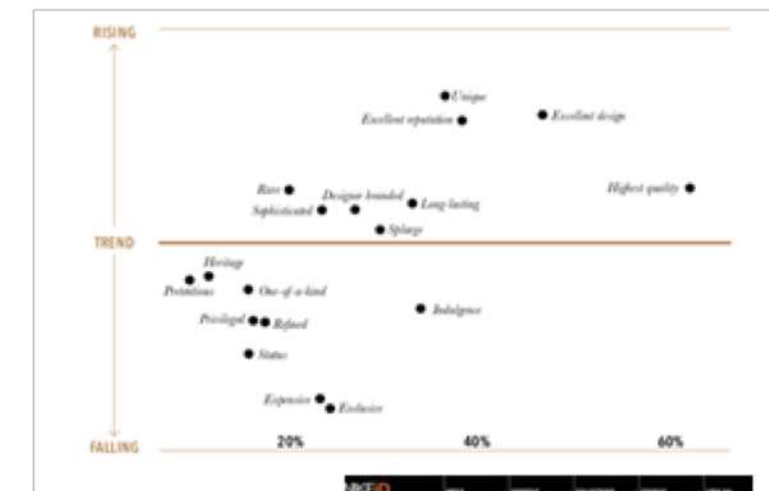 RISING
Unique
Excellent reputation
Excellent design
Rare
Highest quality
Designer branded
Sophisticated
Long-lasting
Splurge
TREND
Heritage
Pretentious
One-of-a-kind
Indulgence
Privileged
Refined
Status
Expensive
Exclusive
20%
40%
60%
FALLING